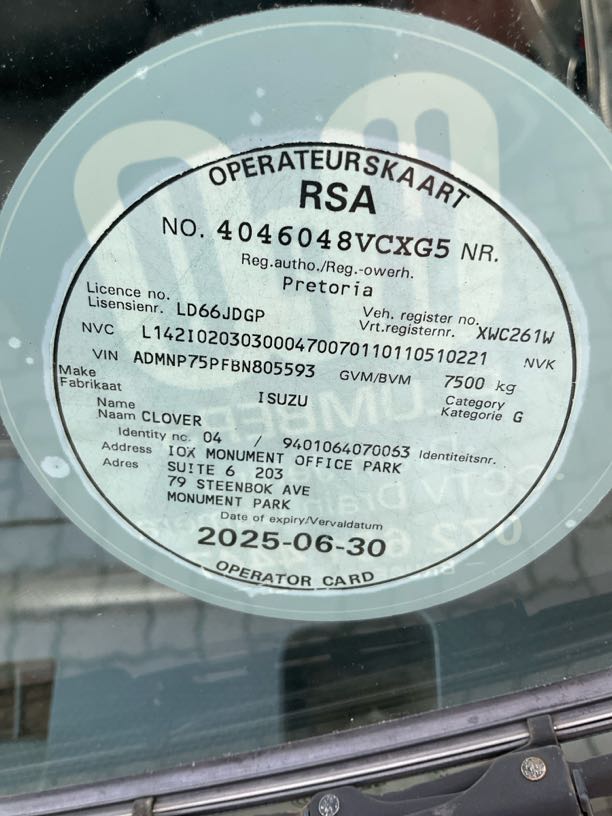 OPERATEURSKAART
RSA
NO. 4046048VCXG5 NR.
Reg.autho./Reg.-owerh.
Pretoria
Licence no. Veh. register no.
Lisensienr. LD66JDGP Vrt.registernr. XWC261W
NVC L142I020303000470070110110510221 NVK
VIN ADMNP75PFBN805593 GVM/BVM 7500 kg
Make Category
Fabrikaat ISUZU Kategorie G
Name
Naam CLOVER
Identity nc. 04 / 9401064070063 Identiteitsnr.
Address IOX MONUMENT OFFICE PARK
Adres SUITE 6 203
79 STEENBOK AVE
MONUMENT PARK
Date of expiry/Vervaldatum
2025-06-30
OPERATOR CARD